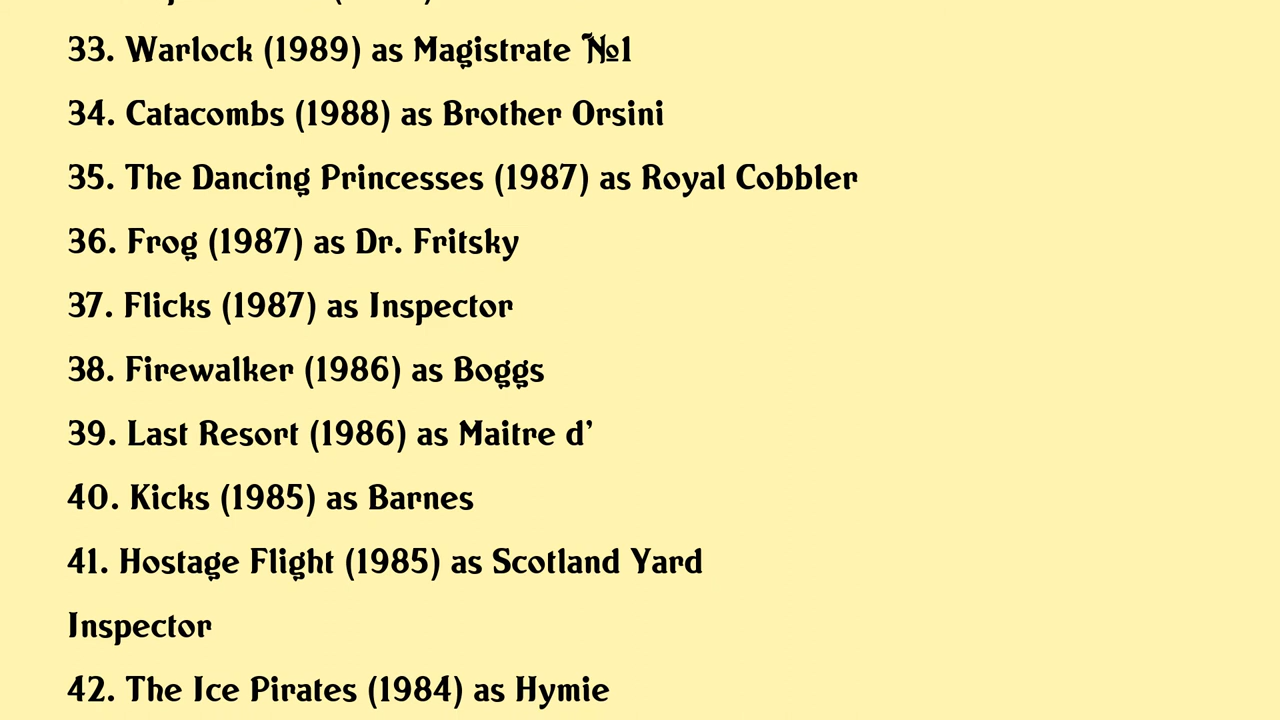 33. Warlock (1989) as Magistrate №1
34. Catacombs (1988) as Brother Orsini
35. The Dancing Princesses (1987) as Royal Cobbler
36. Frog (1987) as Dr. Fritsky
37. Flicks (1987) as Inspector
38. Firewalker (1986) as Boggs
39. Last Resort (1986) as Maitre d’
40. Kicks (1985) as Barnes
41. Hostage Flight (1985) as Scotland Yard
Inspector
42. The Ice Pirates (1984) as Hymie